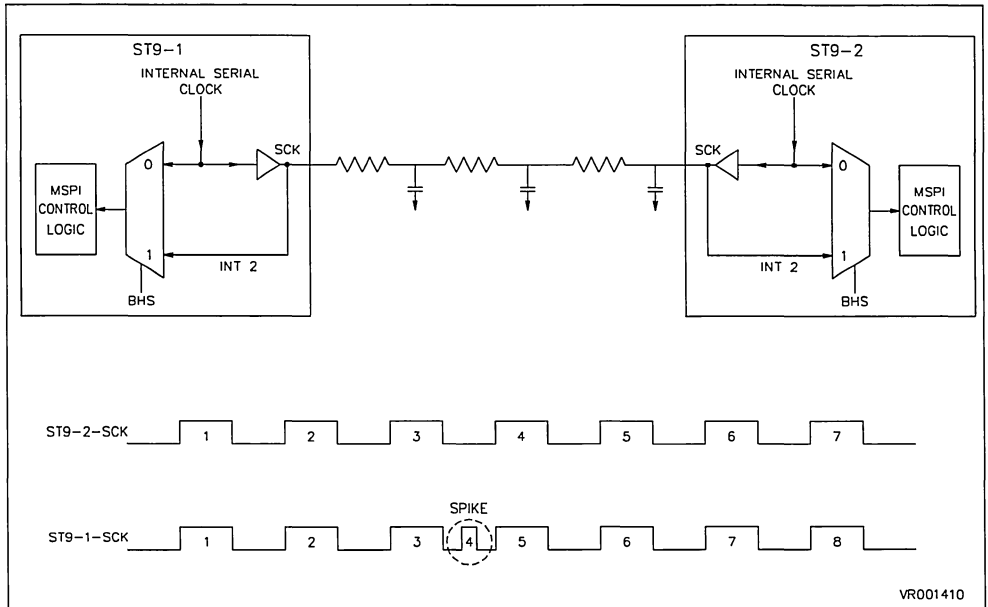 ST9-1
INTERNAL SERIAL
CLOCK
SCK
0
MSPI
CONTROL
LOGIC
1
INT 2
BHS
ST9-2
INTERNAL SERIAL
CLOCK
SCK
0
MSPI
CONTROL
LOGIC
1
INT 2
BHS
ST9-2-SCK 1 2 3 4 5 6 7
SPIKE
ST9-1-SCK 1 2 3 4 5 6 7 8
VR001410